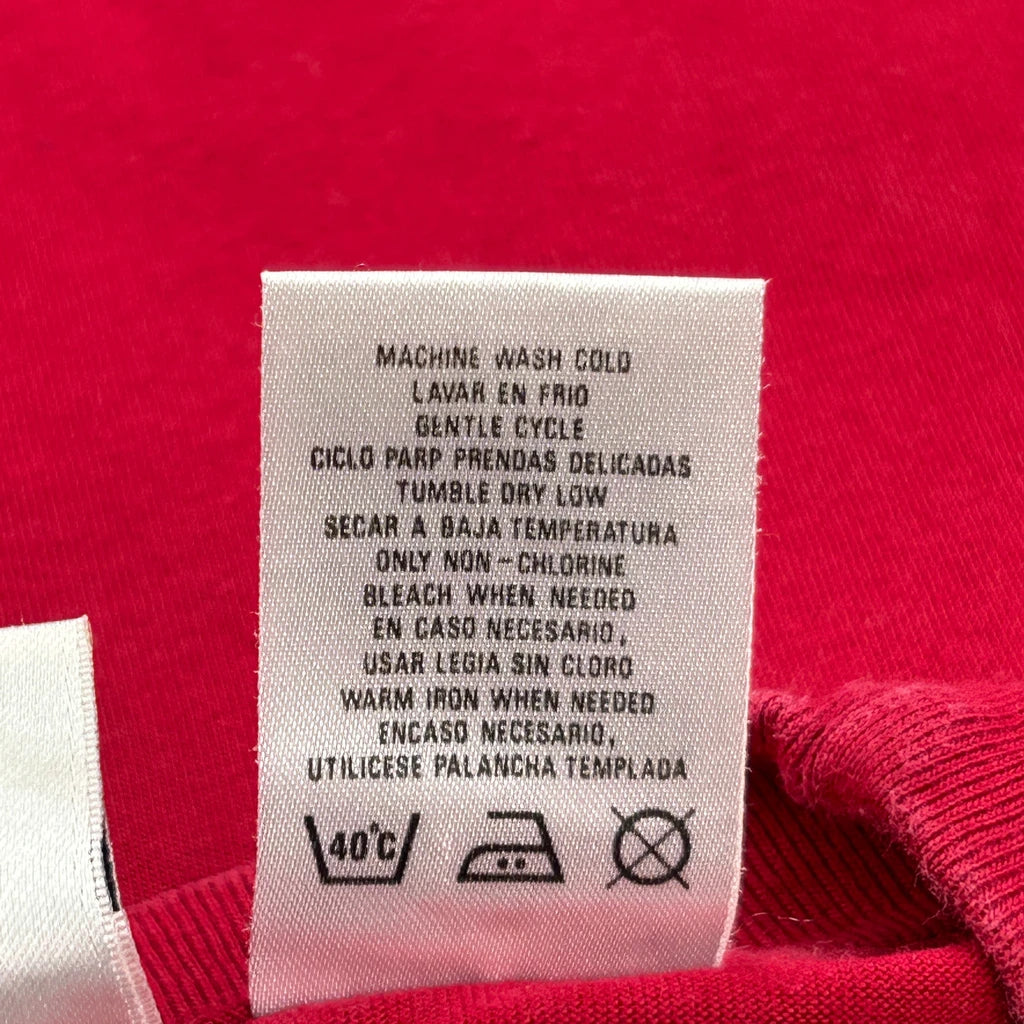 MACHINE WASH COLD
LAVAR EN FRIO
GENTLE CYCLE
CICLO PARP PRENDAS DELICADAS
TUMBLE DRY LOW
SECAR A BAJA TEMPERATURA
ONLY NON-CHLORINE
BLEACH WHEN NEEDED
EN CASO NECESARIO,
USAR LEGIA SIN CLORO
WARM IRON WHEN NEEDED
ENCASO NECESARIO,
UTILICESE PALANCHA TEMPLADA
40°C